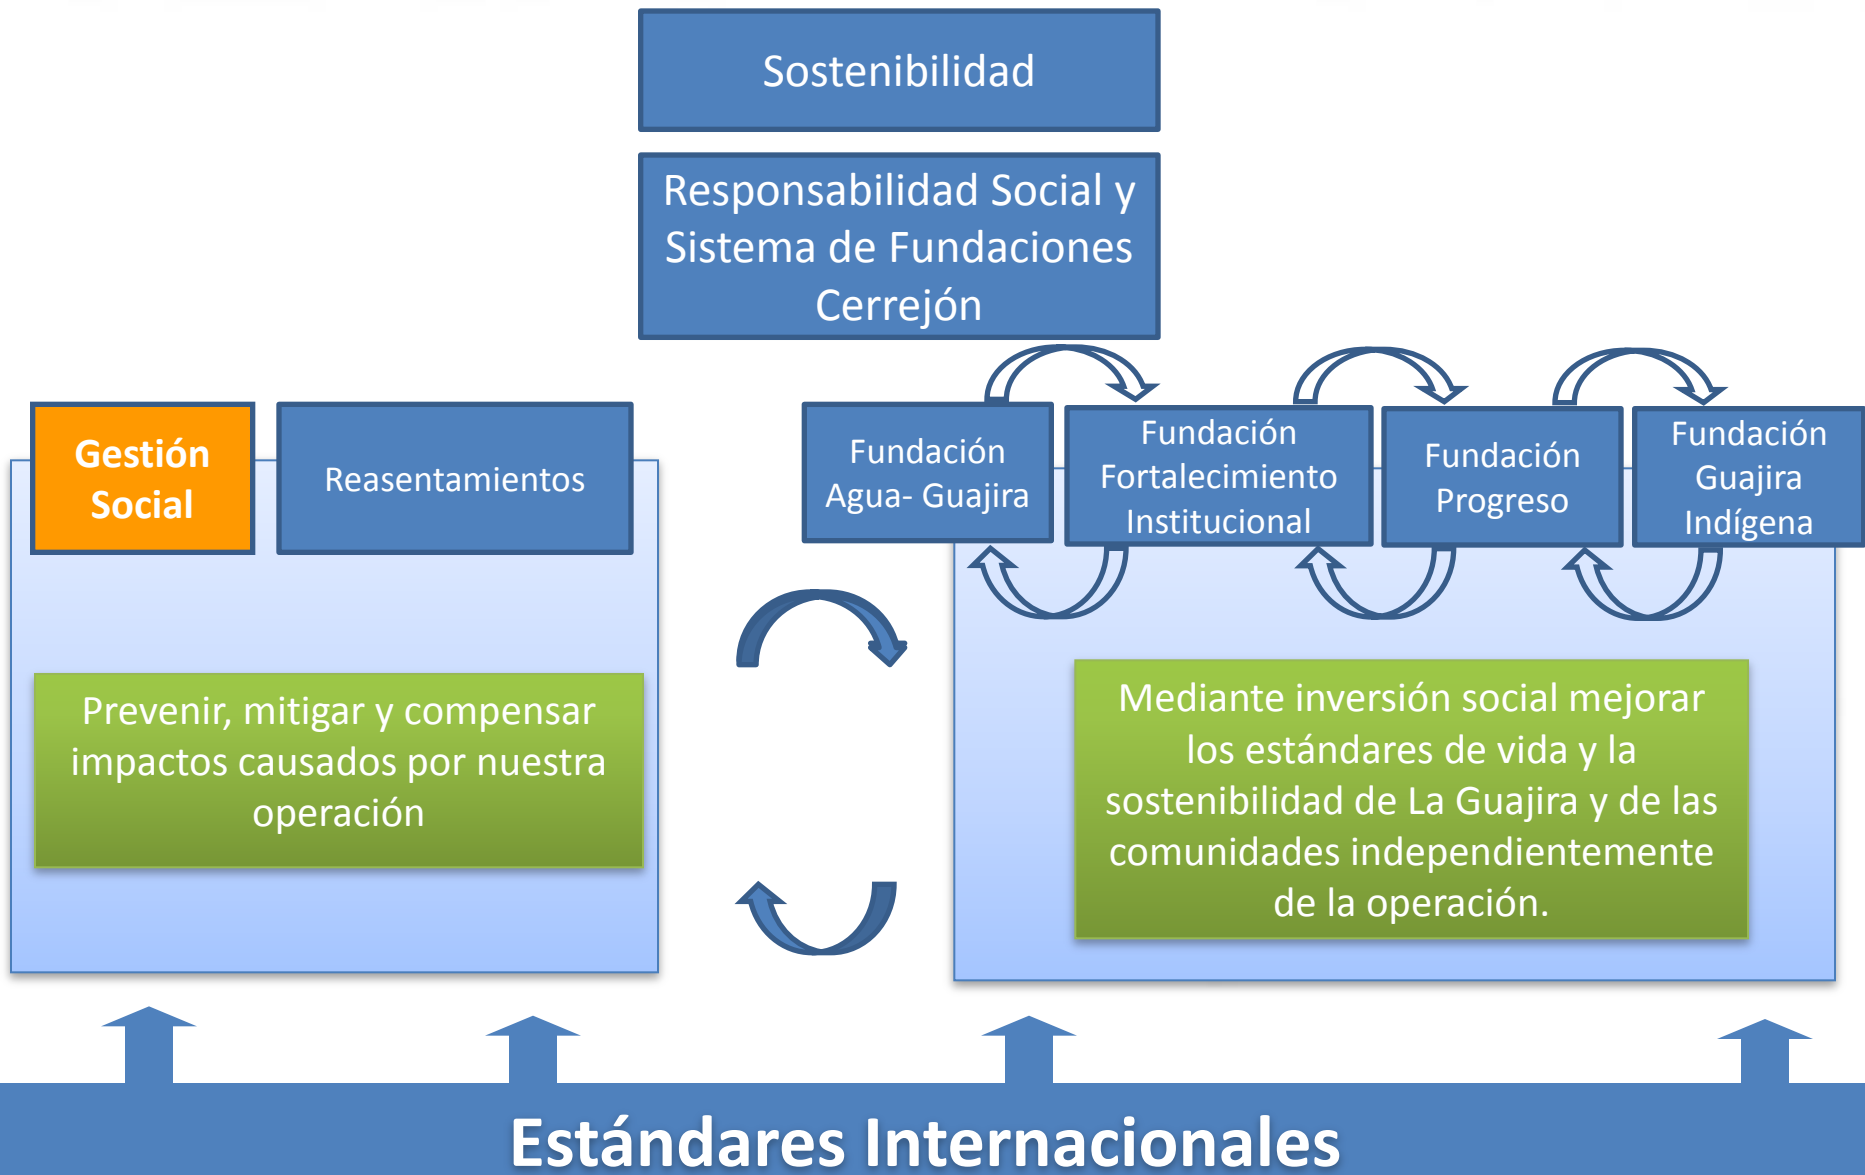 Sostenibilidad
Responsabilidad Social y
Sistema de Fundaciones
Cerrejón
Gestión
Social
Reasentamientos
Fundación
Agua- Guajira
Fundación
Fortalecimiento
Institucional
Fundación
Progreso
Fundación
Guajira
Indígena
Prevenir, mitigar y compensar
impactos causados por nuestra
operación
Mediante inversión social mejorar
los estándares de vida y la
sostenibilidad de La Guajira y de las
comunidades independientemente
de la operación.
Estándares Internacionales